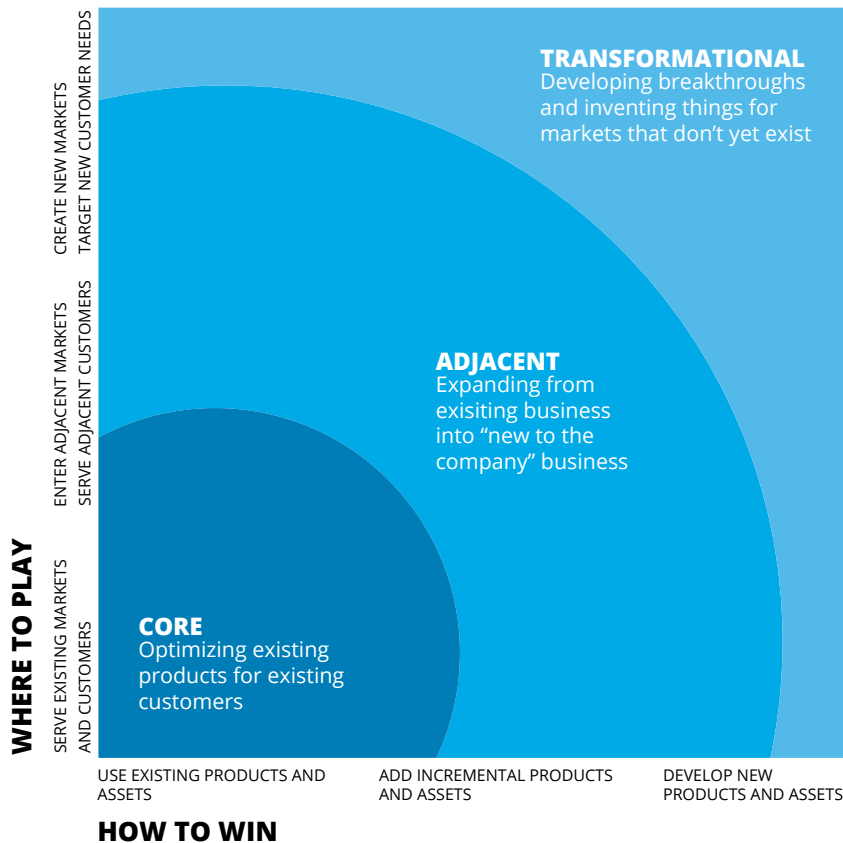 TRANSFORMATIONAL
Developing breakthroughs
and inventing things for
markets that don’t yet exist
ADJACENT
Expanding from
exisiting business
into “new to the
company” business
CORE
Optimizing existing
products for existing
customers
WHERE TO PLAY
CREATE NEW MARKETS
TARGET NEW CUSTOMER NEEDS
ENTER ADJACENT MARKETS
SERVE ADJACENT CUSTOMERS
SERVE EXISTING MARKETS
AND CUSTOMERS
USE EXISTING PRODUCTS AND
ASSETS
ADD INCREMENTAL PRODUCTS
AND ASSETS
DEVELOP NEW
PRODUCTS AND ASSETS
HOW TO WIN